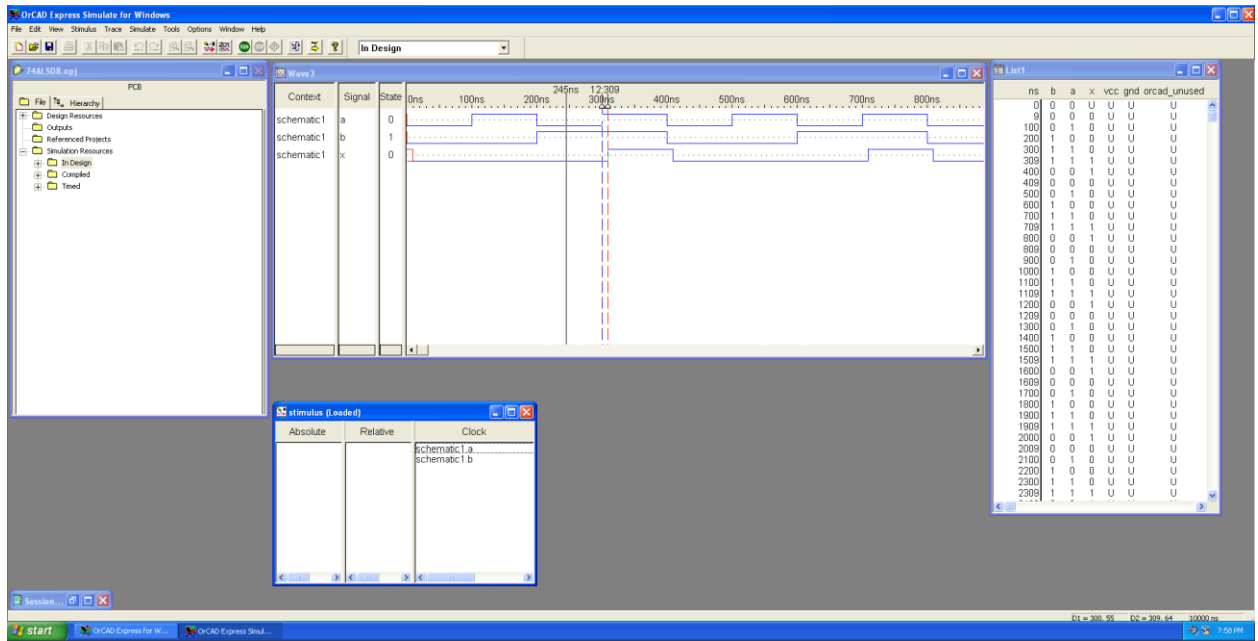 OrCAD Express Simulate for Windows
File Edit View Stimulus Trace Simulate Tools Options Window Help
In Design
74ALS08.opj
PCB
File Hierarchy
Design Resources
Outputs
Referenced Projects
Simulation Resources
In Design
Compiled
Timed
Wave3
245ns 12,309
Context Signal State 0ns 100ns 200ns 300ns 400ns 500ns 600ns 700ns 800ns
schematic1 a 0
schematic1 b 1
schematic1 x 0
List1
ns b a x vcc gnd orcad_unused
0 0 0 U U U U
9 0 0 0 U U U
100 0 1 0 U U U
200 1 0 0 U U U
300 1 1 0 U U U
309 1 1 1 U U U
400 0 0 1 U U U
409 0 0 0 U U U
500 0 1 0 U U U
600 1 0 0 U U U
700 1 1 0 U U U
709 1 1 1 U U U
800 0 0 1 U U U
809 0 0 0 U U U
900 0 1 0 U U U
1000 1 0 0 U U U
1100 1 1 0 U U U
1109 1 1 1 U U U
1200 0 0 1 U U U
1209 0 0 0 U U U
1300 0 1 0 U U U
1400 1 0 0 U U U
1500 1 1 0 U U U
1509 1 1 1 U U U
1600 0 0 1 U U U
1609 0 0 0 U U U
1700 0 1 0 U U U
1800 1 0 0 U U U
1900 1 1 0 U U U
1909 1 1 1 U U U
2000 0 0 1 U U U
2009 0 0 0 U U U
2100 0 1 0 U U U
2200 1 0 0 U U U
2300 1 1 0 U U U
2309 1 1 1 U U U
stimulus (Loaded)
Absolute Relative Clock
schematic1.a
schematic1.b
Session...
D1 = 300.55 D2 = 309.64 10000 ns
start OrCAD Express for W... OrCAD Express Simul... 7:58 PM